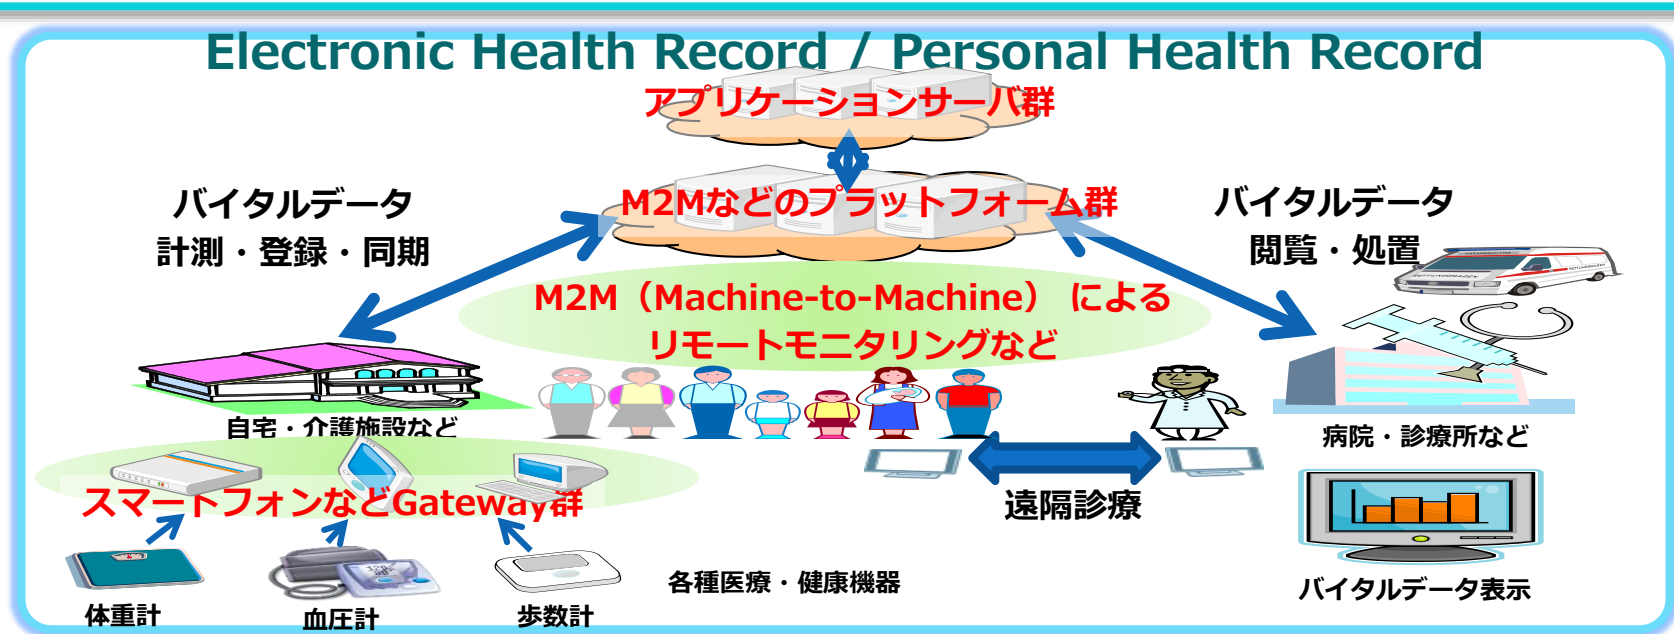 Electronic Health Record / Personal Health Record
アプリケーションサーバ群
M2Mなどのプラットフォーム群
バイタルデータ
計測・登録・同期
バイタルデータ
閲覧・処置
M2M（Machine-to-Machine） による
リモートモニタリングなど
自宅・介護施設など
病院・診療所など
スマートフォンなどGateway群
遠隔診療
体重計
血圧計
歩数計
各種医療・健康機器
バイタルデータ表示